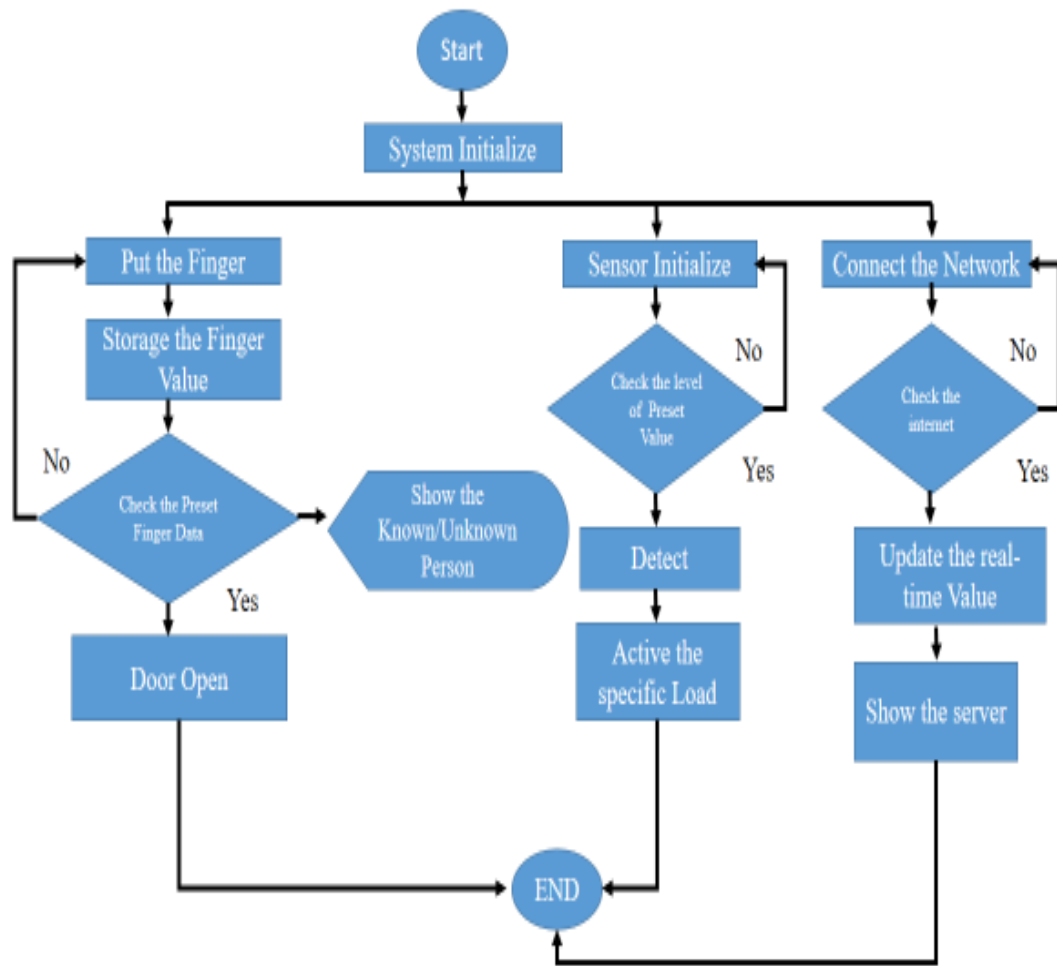 Start
System Initialize
Put the Finger
Sensor Initialize
Connect the Network
Storage the Finger
Value
No
No
Check the level
of Preset
Value
Check the
internet
No
Yes
Yes
Check the Preset
Finger Data
Show the
Known/Unknown
Person
Yes
Detect
Update the real-
time Value
Door Open
Active the
specific Load
Show the server
END